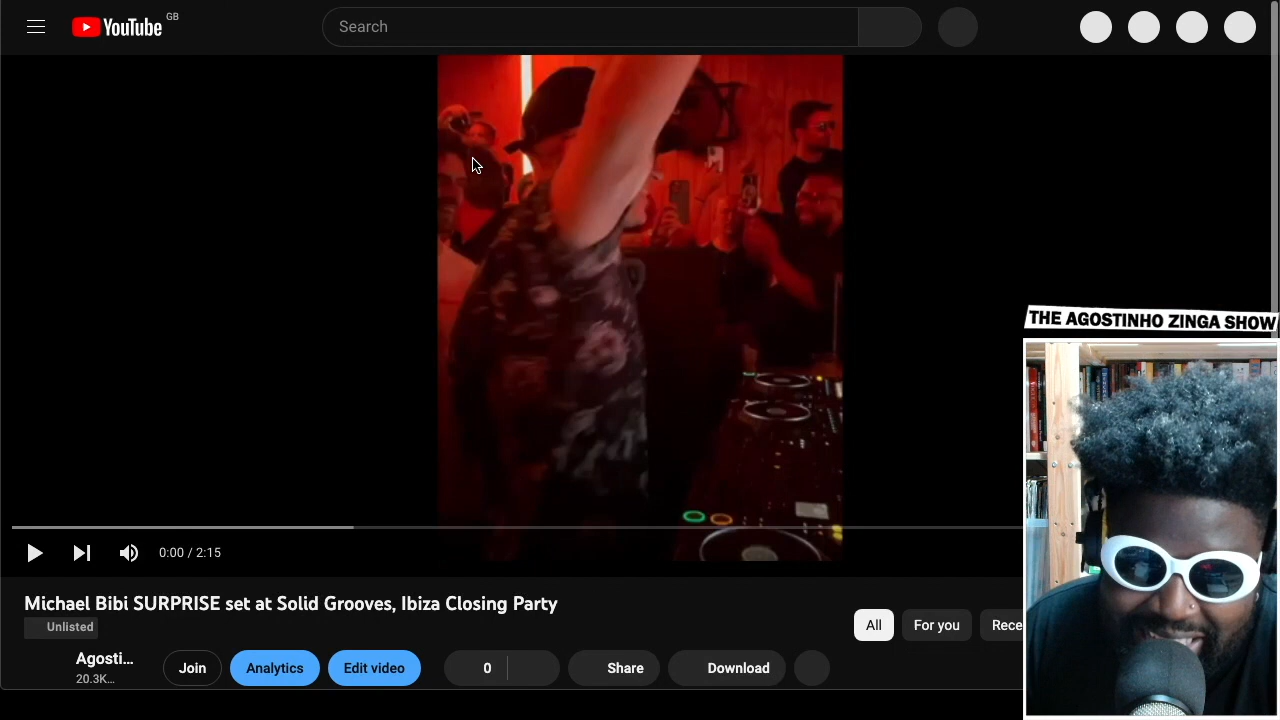 YouTube GB
Search
THE AGOSTINHO ZINGA SHOW
0:00 / 2:15
Michael Bibi SURPRISE set at Solid Grooves, Ibiza Closing Party
Unlisted
All
For you
Rece
Agosti...
20.3K...
Join
Analytics
Edit video
0
Share
Download